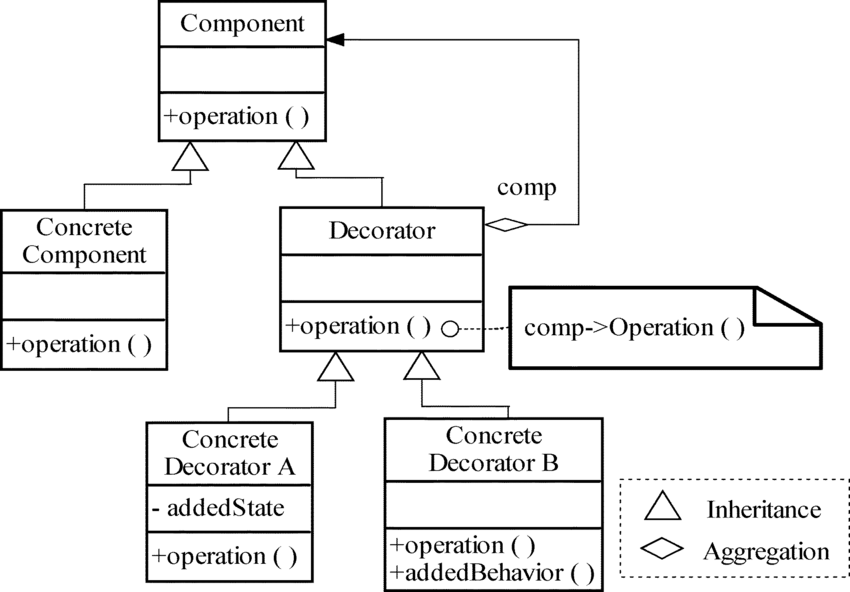 Component
+operation ( )
comp
Concrete
Component
+operation ( )
Decorator
+operation ( )
comp->Operation ( )
Concrete
Decorator A
- addedState
+operation ( )
Concrete
Decorator B
+operation ( )
+addedBehavior ( )
Inheritance
Aggregation